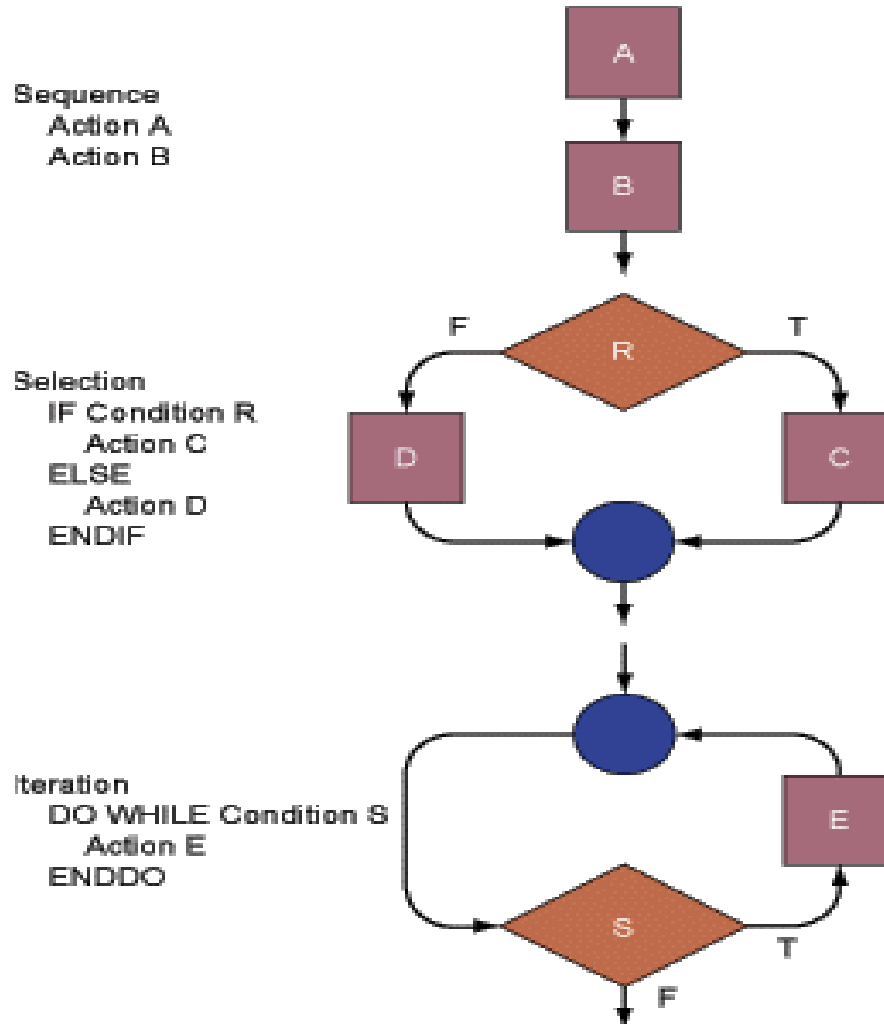 Sequence
Action A
Action B
A
B
Selection
IF Condition R
Action C
ELSE
Action D
ENDIF
F
R
T
D
C
Iteration
DO WHILE Condition S
Action E
ENDDO
E
S
T
F